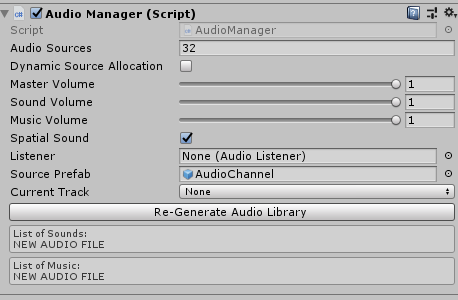 Audio Manager (Script)
Script AudioManager
Audio Sources 32
Dynamic Source Allocation
Master Volume 1
Sound Volume 1
Music Volume 1
Spatial Sound
Listener None (Audio Listener)
Source Prefab AudioChannel
Current Track None
Re-Generate Audio Library
List of Sounds:
NEW AUDIO FILE
List of Music:
NEW AUDIO FILE